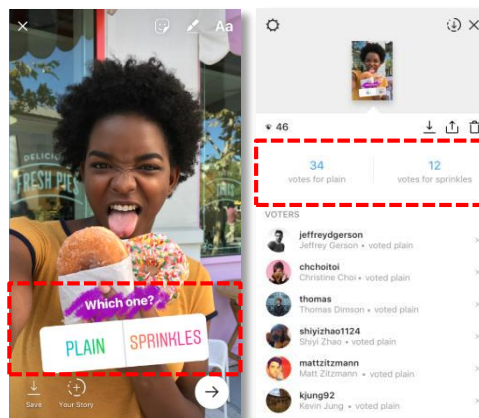 Aa
DELICIO
FRESH PIES
Which one?
PLAIN
SPRINKLES
Save
Your Story
46
34
votes for plain
12
votes for sprinkles
VOTERS
jeffreydgerson
Jeffrey Gerson • voted plain
chchoitoi
Christine Choi • voted plain
thomas
Thomas Dimson • voted plain
shiyizhao1124
Shiyi Zhao • voted plain
mattzitzmann
Matt Zitzmann • voted plain
kjung92
Kevin Jung • voted plain